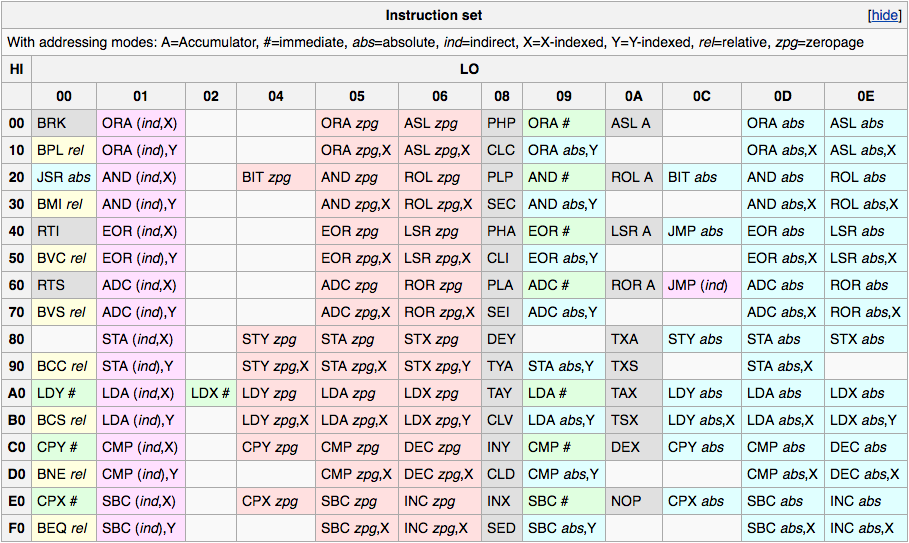 Instruction set [hide]
With addressing modes: A=Accumulator, #=immediate, abs=absolute, ind=indirect, X=X-indexed, Y=Y-indexed, rel=relative, zpg=zeropage
HI LO
00 01 02 04 05 06 08 09 0A 0C 0D 0E
00 BRK ORA (ind,X) ORA zpg ASL zpg PHP ORA # ASL A ORA abs ASL abs
10 BPL rel ORA (ind),Y ORA zpg,X ASL zpg,X CLC ORA abs,Y ORA abs,X ASL abs,X
20 JSR abs AND (ind,X) BIT zpg AND zpg ROL zpg PLP AND # ROL A BIT abs AND abs ROL abs
30 BMI rel AND (ind),Y AND zpg,X ROL zpg,X SEC AND abs,Y AND abs,X ROL abs,X
40 RTI EOR (ind,X) EOR zpg LSR zpg PHA EOR # LSR A JMP abs EOR abs LSR abs
50 BVC rel EOR (ind),Y EOR zpg,X LSR zpg,X CLI EOR abs,Y EOR abs,X LSR abs,X
60 RTS ADC (ind,X) ADC zpg ROR zpg PLA ADC # ROR A JMP (ind) ADC abs ROR abs
70 BVS rel ADC (ind),Y ADC zpg,X ROR zpg,X SEI ADC abs,Y ADC abs,X ROR abs,X
80 STA (ind,X) STY zpg STA zpg STX zpg DEY TXA STY abs STA abs STX abs
90 BCC rel STA (ind),Y STY zpg,X STA zpg,X STX zpg,Y TYA STA abs,Y TXS STA abs,X
A0 LDY # LDA (ind,X) LDX # LDY zpg LDA zpg LDX zpg TAY LDA # TAX LDY abs LDA abs LDX abs
B0 BCS rel LDA (ind),Y LDY zpg,X LDA zpg,X LDX zpg,Y CLV LDA abs,Y TSX LDY abs,X LDA abs,X LDX abs,Y
C0 CPY # CMP (ind,X) CPY zpg CMP zpg DEC zpg INY CMP # DEX CPY abs CMP abs DEC abs
D0 BNE rel CMP (ind),Y CMP zpg,X DEC zpg,X CLD CMP abs,Y CMP abs,X DEC abs,X
E0 CPX # SBC (ind,X) CPX zpg SBC zpg INC zpg INX SBC # NOP CPX abs SBC abs INC abs
F0 BEQ rel SBC (ind),Y SBC zpg,X INC zpg,X SED SBC abs,Y SBC abs,X INC abs,X